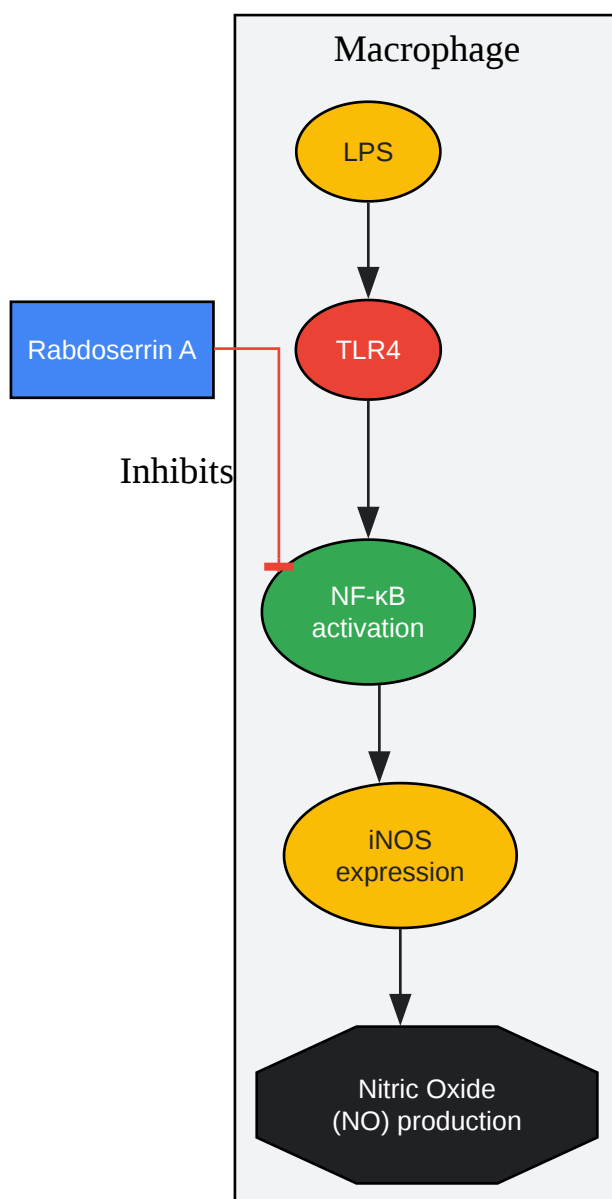 Macrophage
LPS
Rabdoserrin A
TLR4
Inhibits
NF-κB
activation
iNOS
expression
Nitric Oxide
(NO) production